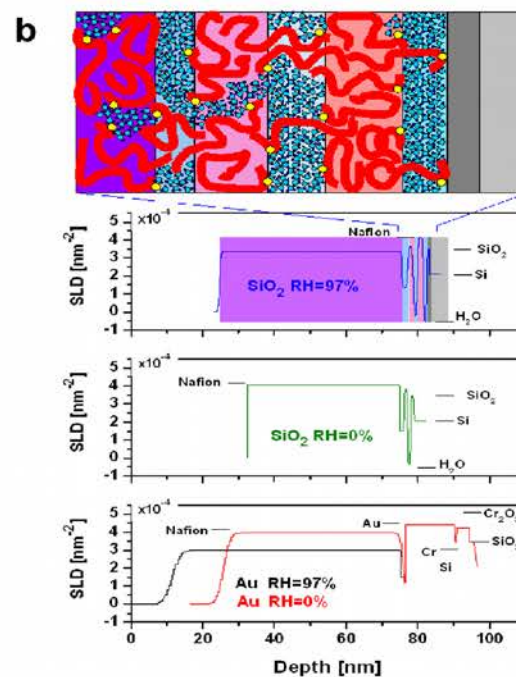 b
×10⁻⁴
5
4
3
2
1
0
-1
SLD [nm⁻²]
Nafion
SiO₂
Si
H₂O
SiO₂ RH=97%
×10⁻⁴
5
4
3
2
1
0
-1
SLD [nm⁻²]
Nafion
SiO₂
Si
H₂O
SiO₂ RH=0%
×10⁻⁴
5
4
3
2
1
0
-1
SLD [nm⁻²]
Nafion
Au
Cr₂O
SiO
Cr
Si
Au RH=97%
Au RH=0%
0 20 40 60 80 100
Depth [nm]